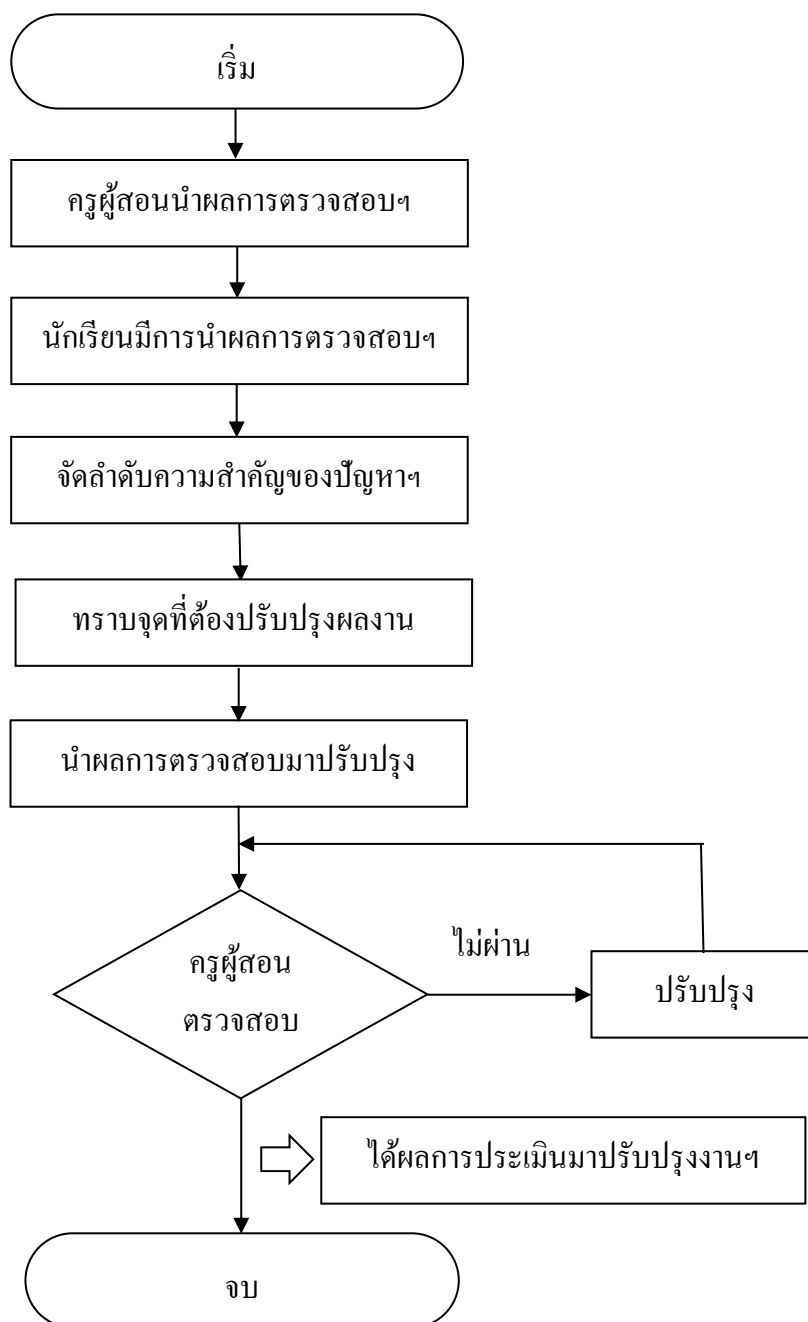 เริ่ม
ครูผู้สอนนำผลการตรวจสอบฯ
นักเรียนมีการนำผลการตรวจสอบฯ
จัดลำดับความสำคัญของปัญหาฯ
ทราบจุดที่ต้องปรับปรุงผลงาน
นำผลการตรวจสอบมาปรับปรุง
ครูผู้สอน
ตรวจสอบ
ไม่ผ่าน
ปรับปรุง
ได้ผลการประเมินมาปรับปรุงงานฯ
จบ